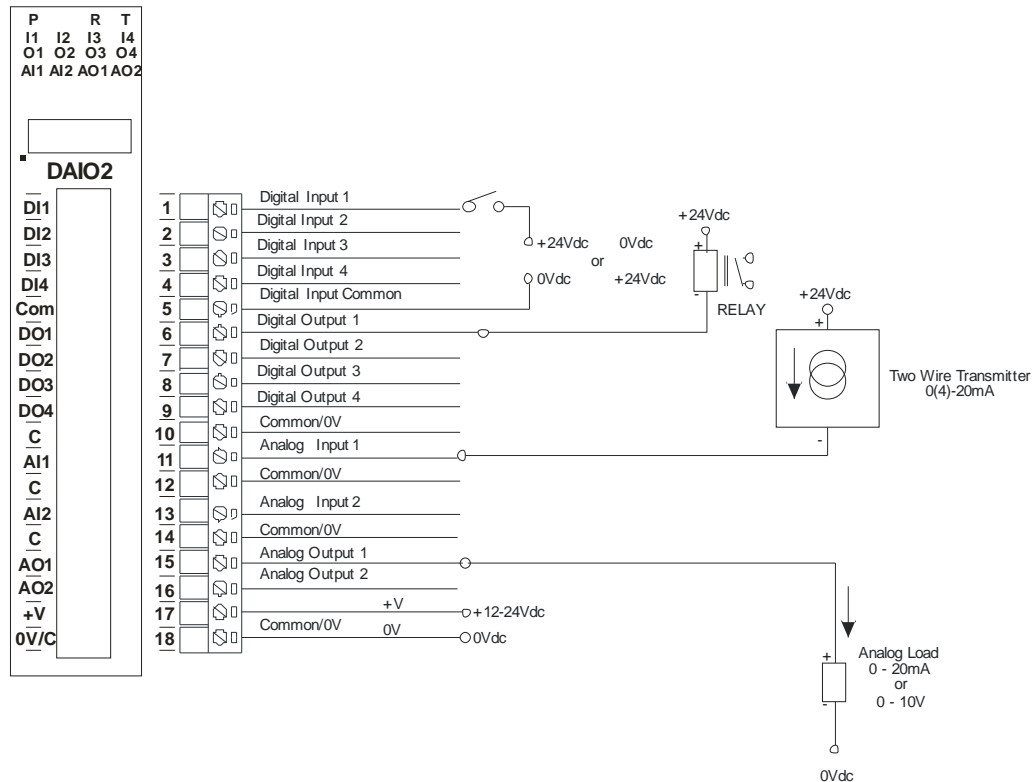 P R T
I1 I2 I3 I4
O1 O2 O3 O4
AI1 AI2 AO1 AO2
DAIO2
DI1
DI2
DI3
DI4
Com
DO1
DO2
DO3
DO4
C
AI1
C
AI2
C
AO1
AO2
+V
0V/C
1 Digital Input 1
2 Digital Input 2
3 Digital Input 3
4 Digital Input 4
5 Digital Input Common
6 Digital Output 1
7 Digital Output 2
8 Digital Output 3
9 Digital Output 4
10 Common/0V
11 Analog Input 1
12 Common/0V
13 Analog Input 2
14 Common/0V
15 Analog Output 1
16 Analog Output 2
17 +V +12-24Vdc
18 Common/0V 0V 0Vdc
+24Vdc 0Vdc
or
0Vdc +24Vdc
+24Vdc
+
-
RELAY
+24Vdc
+
-
Two Wire Transmitter
0(4)-20mA
+
-
Analog Load
0 - 20mA
or
0 - 10V
0Vdc